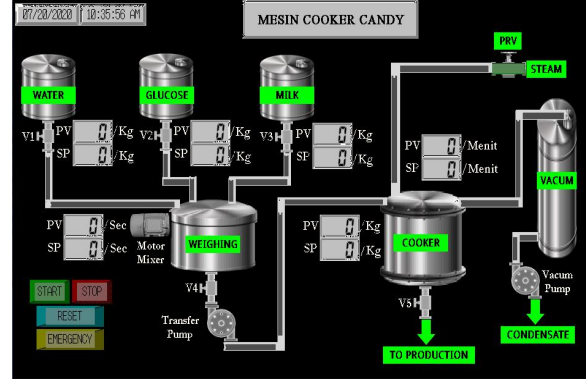 07/20/2020 10:35:56 AM
MESIN COOKER CANDY
PRV
STEAM
WATER
GLUCOSE
MILK
V1 PV 0 /Kg
SP 0 /Kg
V2 PV 0 /Kg
SP 0 /Kg
V3 PV 0 /Kg
SP 0 /Kg
PV 0 /Menit
SP 0 /Menit
VACUM
PV 0 /Sec
SP 0 /Sec
Motor
Mixer
WEIGHING
PV 0 /Kg
SP 0 /Kg
COOKER
START
STOP
RESET
EMERGENCY
V4
Transfer
Pump
V5
Vacum
Pump
CONDENSATE
TO PRODUCTION